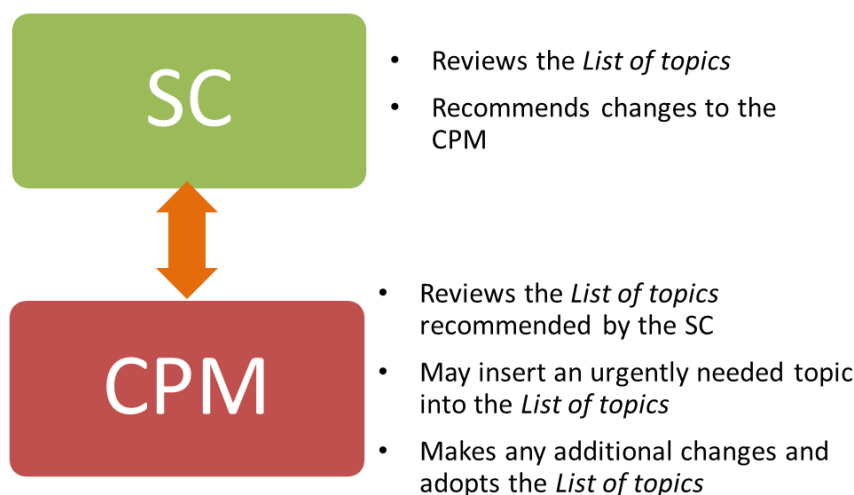 SC
• Reviews the List of topics
• Recommends changes to the
CPM
CPM
• Reviews the List of topics
recommended by the SC
• May insert an urgently needed topic
into the List of topics
• Makes any additional changes and
adopts the List of topics